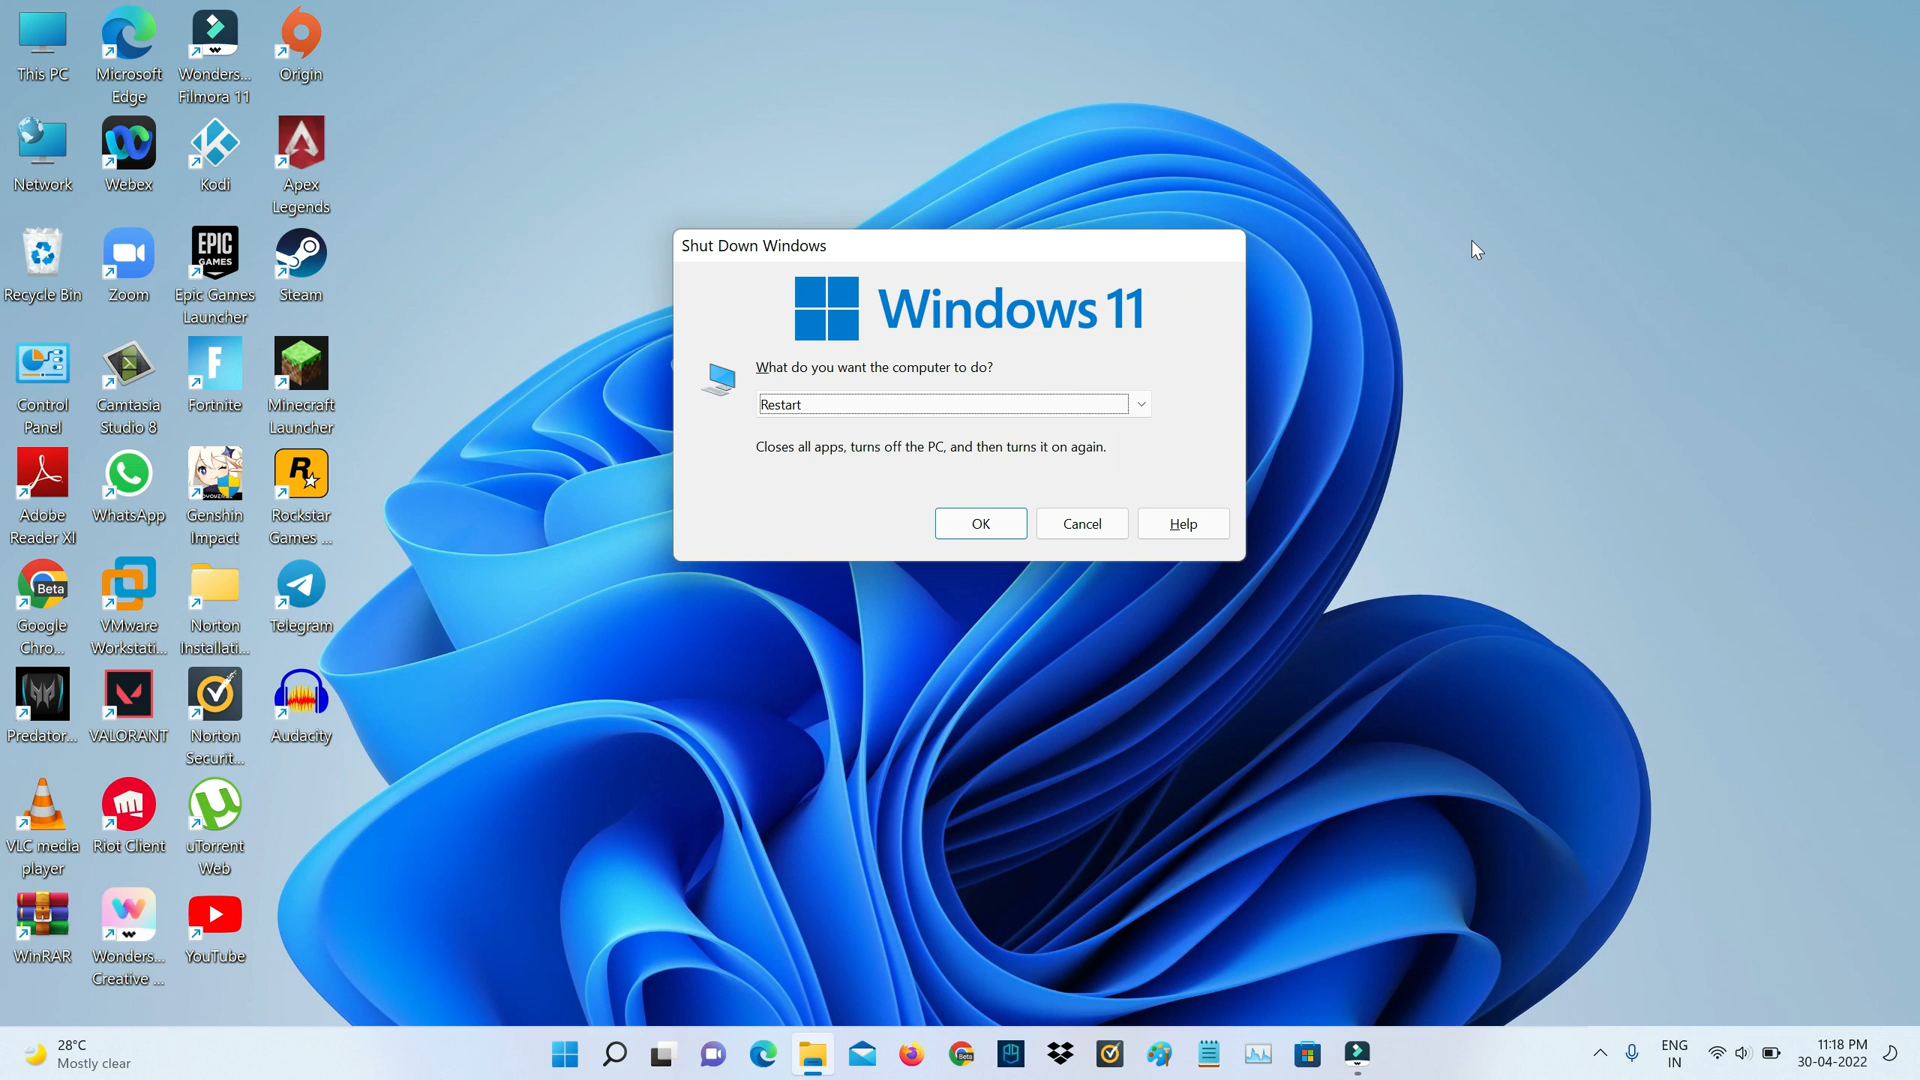 This PC
Microsoft
Edge
Wonders...
Filmora 11
Origin
Network
Webex
Kodi
Apex
Legends
Recycle Bin
Zoom
EPIC
GAMES
Epic Games
Launcher
Steam
Control
Panel
Camtasia
Studio 8
F
Fortnite
Minecraft
Launcher
Adobe
Reader XI
WhatsApp
Genshin
Impact
R
Rockstar
Games ...
Beta
Google
Chro...
VMware
Workstati...
Norton
Installati...
Telegram
Predator...
VALORANT
Norton
Securit...
Audacity
VLC media
player
Riot Client
uTorrent
Web
WinRAR
Wonders...
Creative ...
YouTube
Shut Down Windows
Windows 11
What do you want the computer to do?
Restart
Closes all apps, turns off the PC, and then turns it on again.
OK
Cancel
Help
28°C
Mostly clear
Beta
ENG
IN
11:18 PM
30-04-2022